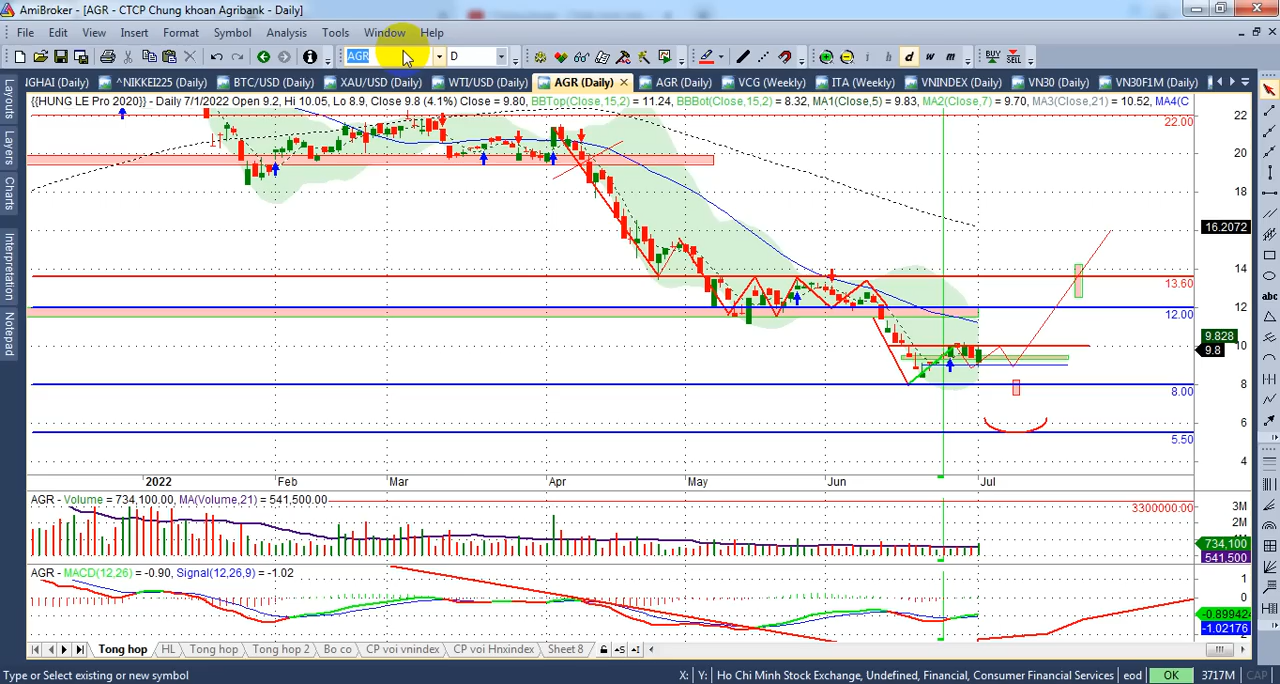 AmiBroker - [AGR - CTCP Chung khoan Agribank - Daily]
File Edit View Insert Format Symbol Analysis Tools Window Help
AGR D d w m BUY SELL
IGHAI (Daily) ^NIKKEI225 (Daily) BTC/USD (Daily) XAU/USD (Daily) WTI/USD (Daily) AGR (Daily) AGR (Daily) VCG (Weekly) ITA (Weekly) VNINDEX (Daily) VN30 (Daily) VN30F1M (Daily)
{{HUNG LE Pro 2020}} - Daily 7/1/2022 Open 9.2, Hi 10.05, Lo 8.9, Close 9.8 (4.1%) Close = 9.80, BBTop(Close,15,2) = 11.24, BBBot(Close,15,2) = 8.32, MA1(Close,5) = 9.83, MA2(Close,7) = 9.70, MA3(Close,21) = 10.52, MA4(C
Layouts
Layers
Charts
Interpretation
Notepad
abc
22.00
13.60
12.00
8.00
5.50
22
20
18
16.2072
14
12
9.828
10
9.8
8
6
4
2022 Feb Mar Apr May Jun Jul
AGR - Volume = 734,100.00, MA(Volume,21) = 541,500.00
3300000.00
3M
2M
734,100
541,500
AGR - MACD(12,26) = -0.90, Signal(12,26,9) = -1.02
1
0
-0.899424
-1.02176
Tong hop HL Tong hop Tong hop 2 Bo co CP voi vnindex CP voi Hnxindex Sheet 8
Type or Select existing or new symbol X: Y: Ho Chi Minh Stock Exchange, Undefined, Financial, Consumer Financial Services eod OK 3717M CAP